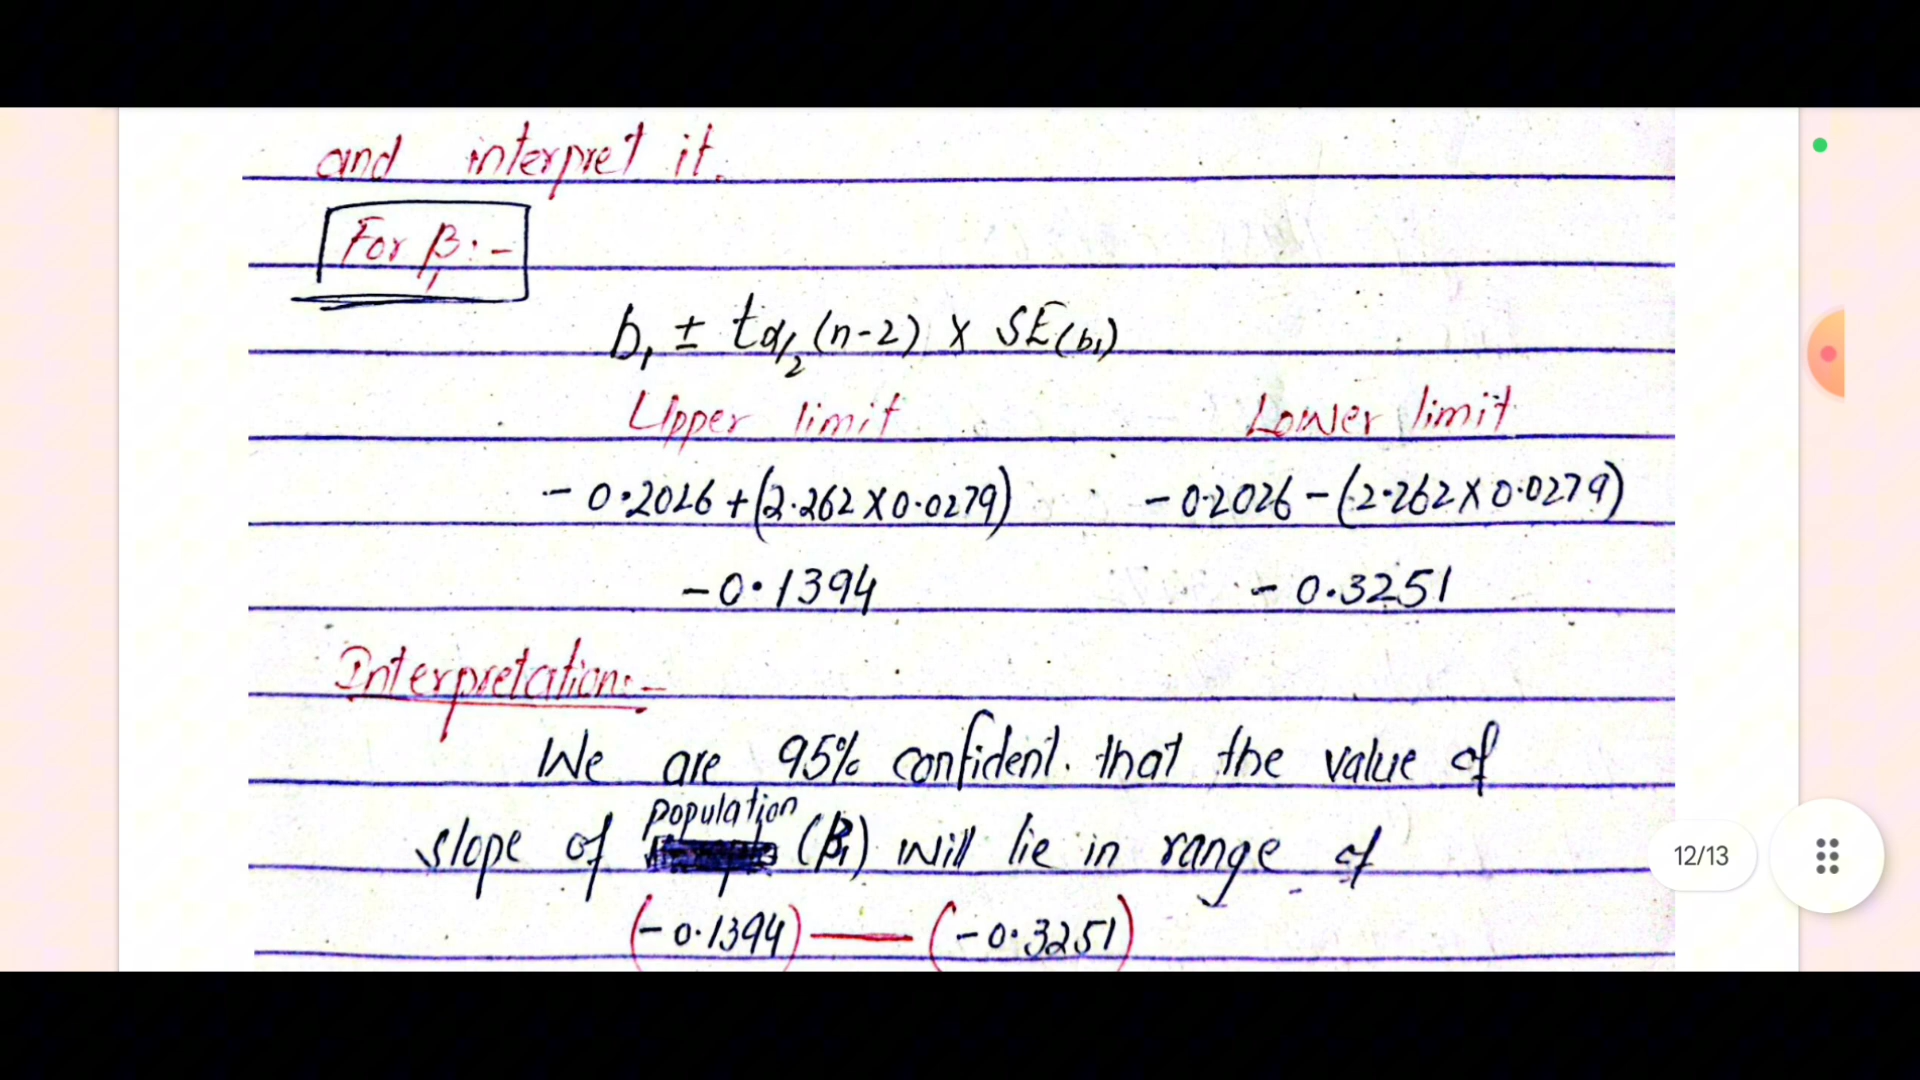 and interpret it.
For β₁:-
b₁ ± tα/₂ (n-2) X SE(b₁)
Upper limit Lower limit
- 0.2026 + (2.262 X 0.0279) - 0.2026 - (2.262 X 0.0279)
-0.1394 - 0.3251
Interpretation:-
We are 95% confident. that the value of
population
slope of (β₁) will lie in range of
(-0.1394) — (-0.3251)
12/13